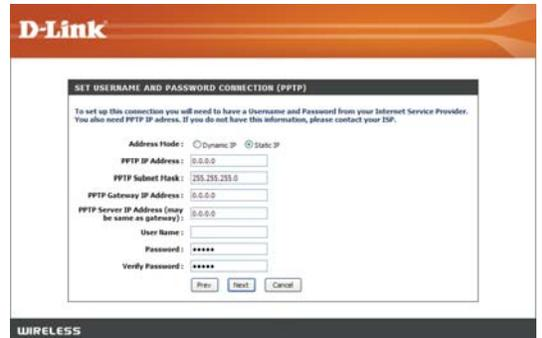 D-Link
SET USERNAME AND PASSWORD CONNECTION (PPTP)
To set up this connection you will need to have a Username and Password from your Internet Service Provider.
You also need PPTP IP adress. If you do not have this information, please contact your ISP.
Address Mode : Dynamic IP Static IP
PPTP IP Address : 0.0.0.0
PPTP Subnet Mask : 255.255.255.0
PPTP Gateway IP Address : 0.0.0.0
PPTP Server IP Address (may
be same as gateway) : 0.0.0.0
User Name :
Password : •••••
Verify Password : •••••
Prev Next Cancel
WIRELESS